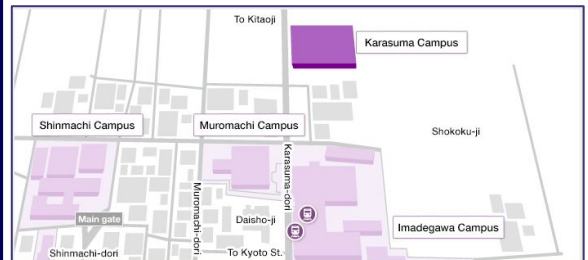 To Kitaoji
Karasuma Campus
Shinmachi Campus
Muromachi Campus
Shokoku-ji
Karasuma-dori
Muromachi-dori
Main gate
Daisho-ji
Imadegawa Campus
Shinmachi-dori
To Kyoto St.